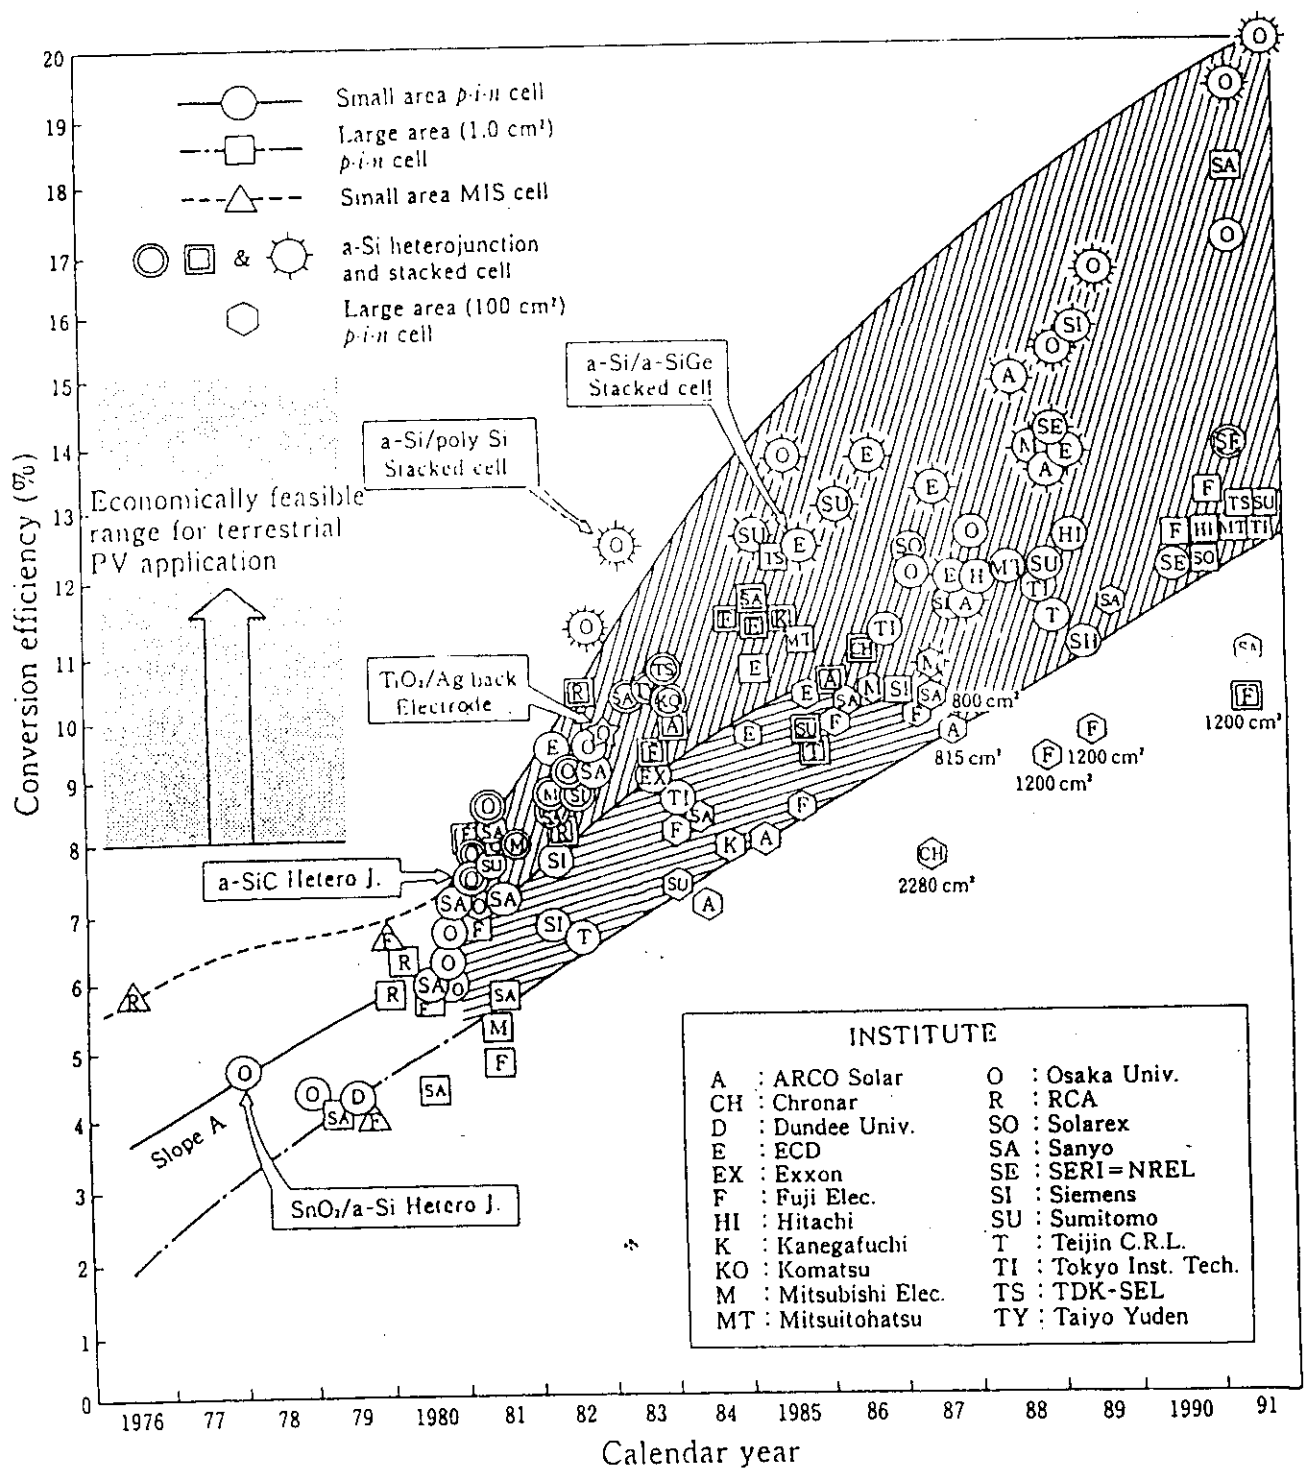 20
19
18
17
16
15
14
13
12
11
10
9
8
7
6
5
4
3
2
1
0
Conversion efficiency (%)
Small area p-i-n cell
Large area (1.0 cm²)
p-i-n cell
Small area MIS cell
&
a-Si heterojunction
and stacked cell
Large area (100 cm²)
p-i-n cell
a-Si/a-SiGe
Stacked cell
a-Si/poly Si
Stacked cell
Economically feasible
range for terrestrial
PV application
TiO₂/Ag back
Electrode
a-SiC Hetero J.
Slope A
SnO₂/a-Si Hetero J.
800 cm²
815 cm²
1200 cm²
1200 cm²
1200 cm²
2280 cm²
INSTITUTE
A : ARCO Solar
CH : Chronar
D : Dundee Univ.
E : ECD
EX : Exxon
F : Fuji Elec.
HI : Hitachi
K : Kanegafuchi
KO : Komatsu
M : Mitsubishi Elec.
MT : Mitsuitohatsu
O : Osaka Univ.
R : RCA
SO : Solarex
SA : Sanyo
SE : SERI=NREL
SI : Siemens
SU : Sumitomo
T : Teijin C.R.L.
TI : Tokyo Inst. Tech.
TS : TDK-SEL
TY : Taiyo Yuden
1976 77 78 79 1980 81 82 83 84 1985 86 87 88 89 1990 91
Calendar year